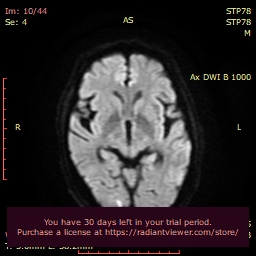 Im: 10/44
Se: 4
AS
STP78
STP78
M
Ax DWI B 1000
R
L
You have 30 days left in your trial period.
Purchase a license at https://radiantviewer.com/store/